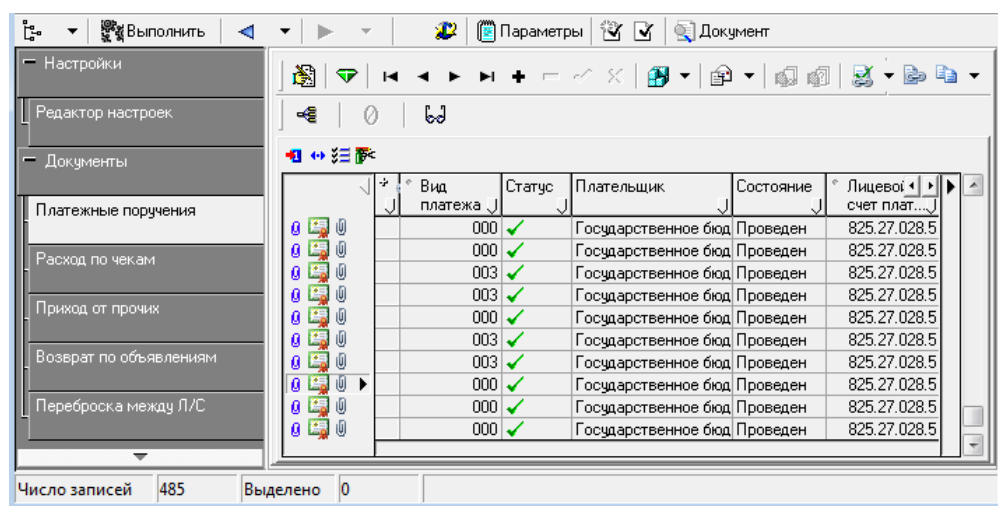 Выполнить Параметры Документ
Настройки
Редактор настроек
Документы
Платежные поручения
Расход по чекам
Приход от прочих
Возврат по объявлениям
Переброска между Л/С
Вид платежа Статус Плательщик Состояние Лицевой счет плат...
000 Государственное бюд Проведен 825.27.028.5
000 Государственное бюд Проведен 825.27.028.5
003 Государственное бюд Проведен 825.27.028.5
003 Государственное бюд Проведен 825.27.028.5
000 Государственное бюд Проведен 825.27.028.5
003 Государственное бюд Проведен 825.27.028.5
003 Государственное бюд Проведен 825.27.028.5
000 Государственное бюд Проведен 825.27.028.5
000 Государственное бюд Проведен 825.27.028.5
000 Государственное бюд Проведен 825.27.028.5
Число записей 485 Выделено 0